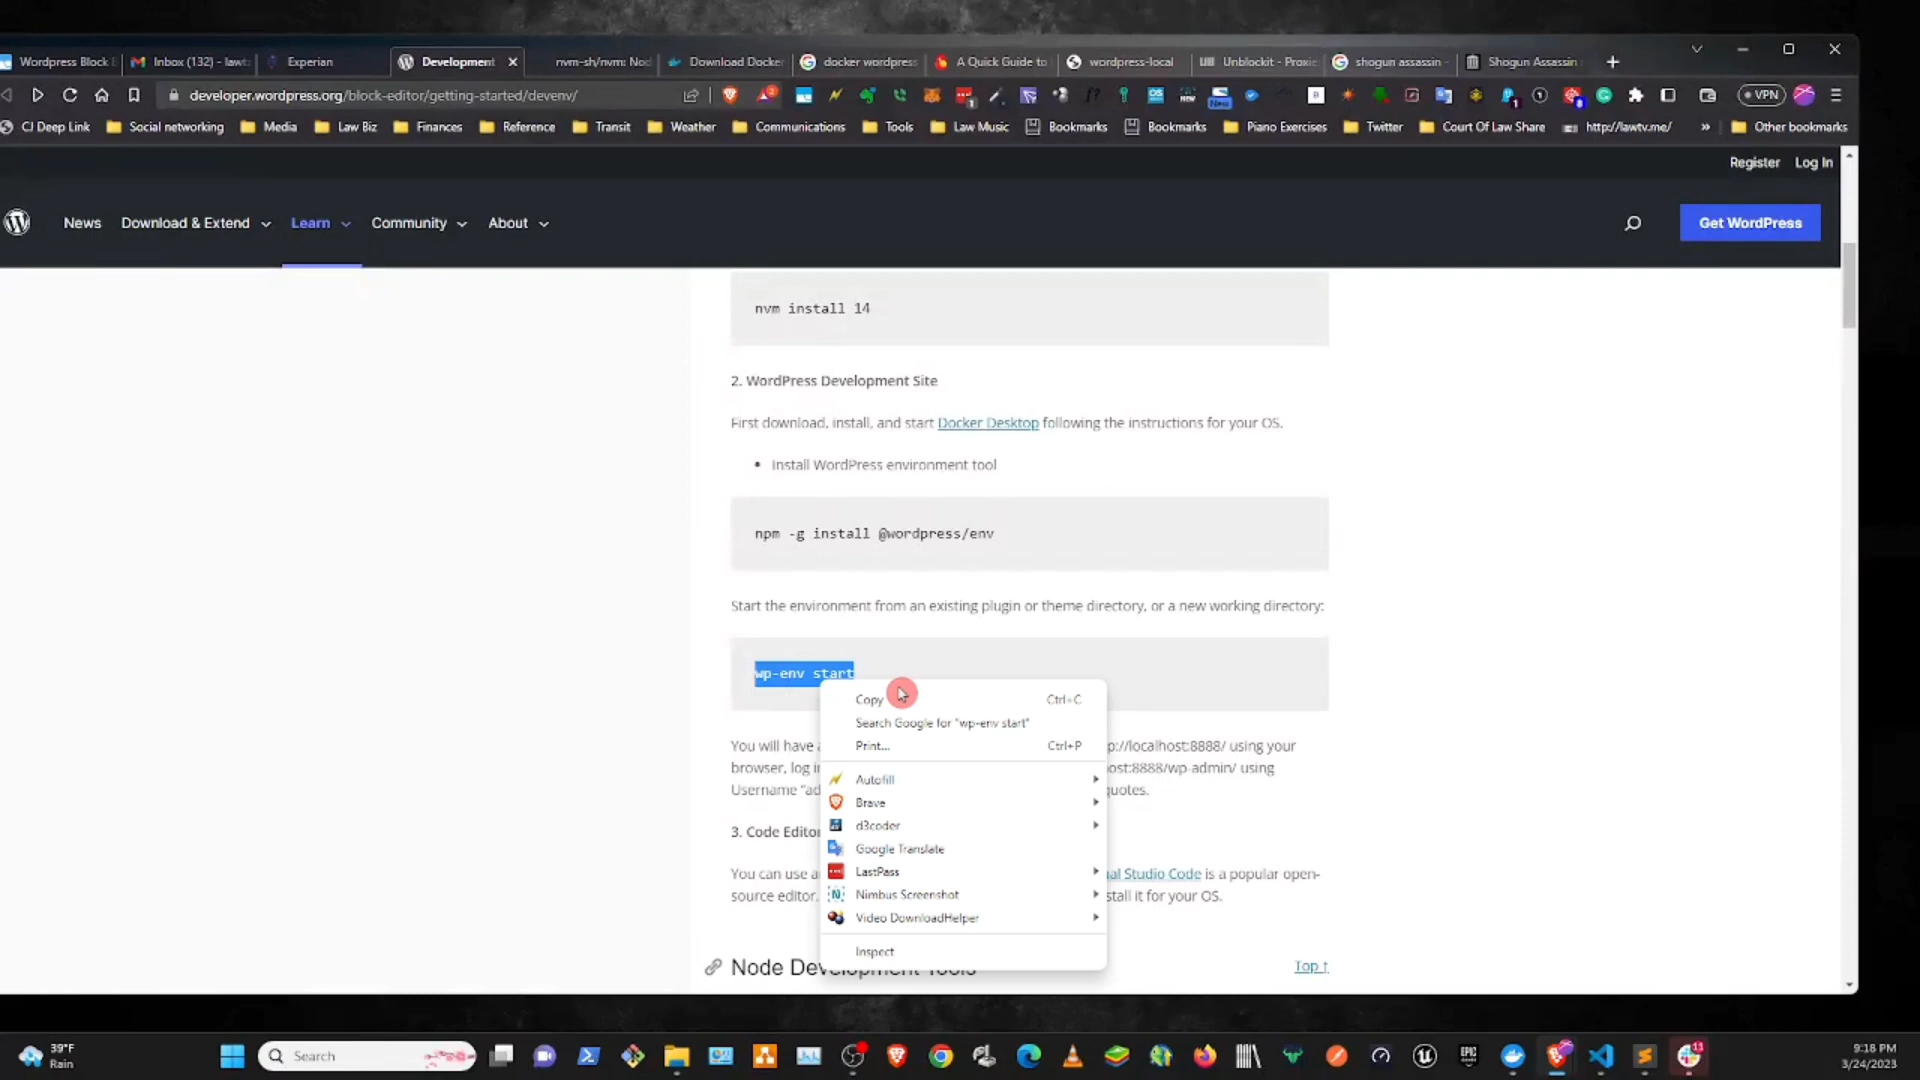 Wordpress Block E
Inbox (132) - lawt
Experian
Development
nvm-sh/nvm: Nod
Download Docker
docker wordpress
A Quick Guide to
wordpress-local
Unblockit - Proxie
shogun assassin -
Shogun Assassin
developer.wordpress.org/block-editor/getting-started/devenv/
VPN
CJ Deep Link
Social networking
Media
Law Biz
Finances
Reference
Transit
Weather
Communications
Tools
Law Music
Bookmarks
Bookmarks
Piano Exercises
Twitter
Court Of Law Share
http://lawtv.me/
»
Other bookmarks
Register
Log In
News
Download & Extend
Learn
Community
About
Get WordPress
nvm install 14
2. WordPress Development Site
First download, install, and start Docker Desktop following the instructions for your OS.
• Install WordPress environment tool
npm -g install @wordpress/env
Start the environment from an existing plugin or theme directory, or a new working directory:
wp-env start
Copy Ctrl+C
Search Google for "wp-env start"
Print... Ctrl+P
Autofill
Brave
d3coder
Google Translate
LastPass
Nimbus Screenshot
Video DownloadHelper
Inspect
You will have a
p://localhost:8888/ using your
browser, log i
ost:8888/wp-admin/ using
Username "ad
quotes.
3. Code Editor
You can use a
al Studio Code is a popular open-
source editor.
stall it for your OS.
Node Development Tools
Top ↑
39°F
Rain
Search
EPIC
11
9:18 PM
3/24/2023